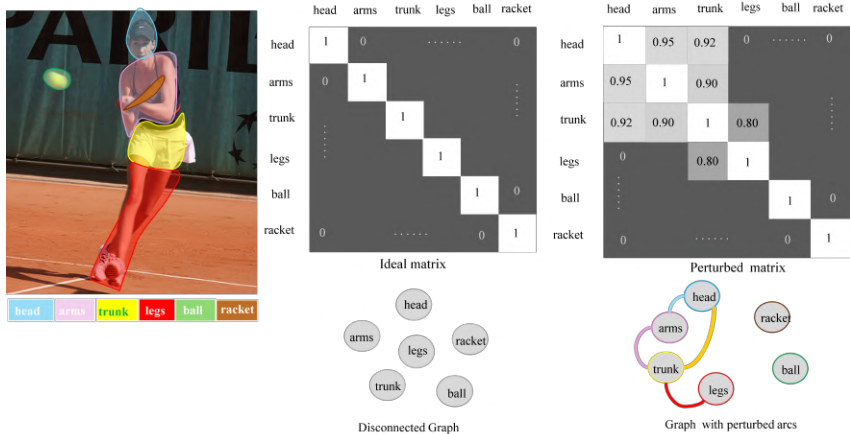 head arms trunk legs ball racket
head 1 0 ...... 0
arms 0 1
trunk 1
legs 1
ball 1 0
racket 0 ...... 0 1
Ideal matrix
head arms trunk legs ball racket
head 1 0.95 0.92 0 ...... 0
arms 0.95 1 0.90
trunk 0.92 0.90 1 0.80
legs 0 0.80 1
ball 1 0
racket 0 ...... 0 1
Perturbed matrix
head arms trunk legs ball racket
head
arms
legs
racket
trunk
ball
Disconnected Graph
head
arms
racket
trunk
ball
legs
Graph with perturbed arcs